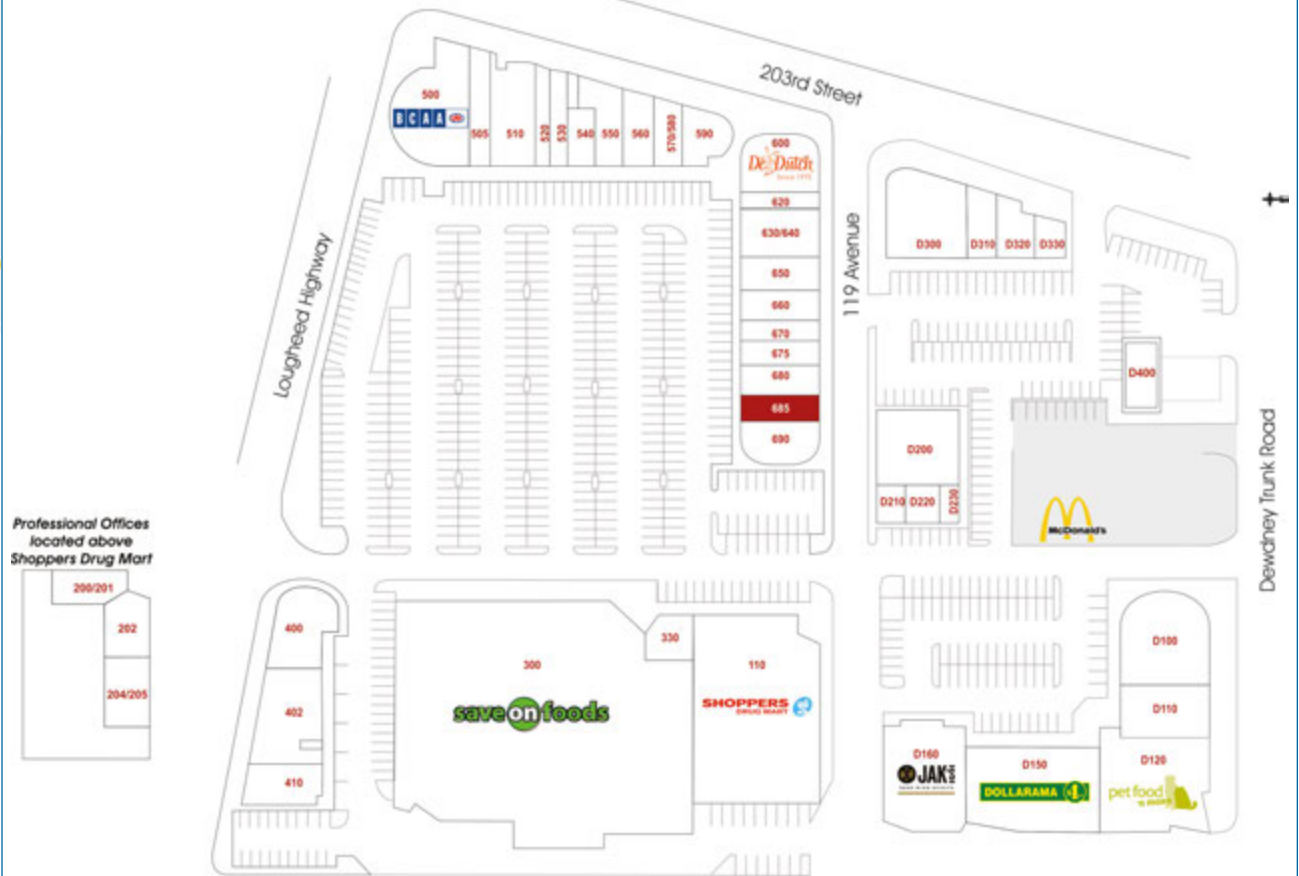 203rd Street
500
BCAA
505
510
520
530
540
550
560
570/580
590
600
De Dutch
620
630/640
650
660
670
675
680
685
690
119 Avenue
Lougheed Highway
D300
D310
D320
D330
D400
D200
D210
D220
D230
McDonald's
Dewdney Trunk Road
Professional Offices
located above
Shoppers Drug Mart
200/201
202
204/205
400
402
410
300
save on foods
330
110
SHOPPERS
DRUG MART
D100
D110
D120
pet food
'n more
D150
DOLLARAMA
D160
JAK'S